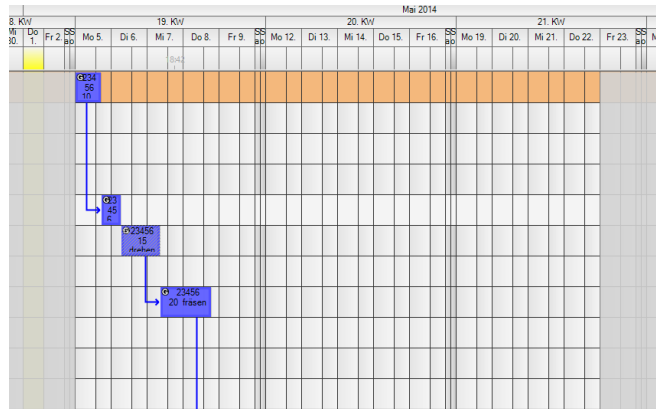 Mai 2014
8. KW 19. KW 20. KW 21. KW
Mi Do Fr 2. SS Mo 5. Di 6. Mi 7. Do 8. Fr 9. SS Mo 12. Di 13. Mi 14. Do 15. Fr 16. SS Mo 19. Di 20. Mi 21. Do 22. Fr 23. SS M
30. 1. ao ao ao ao
18:42
G234
56
10
G23
45
G23456
15
drehen
G 23456
20 fräsen